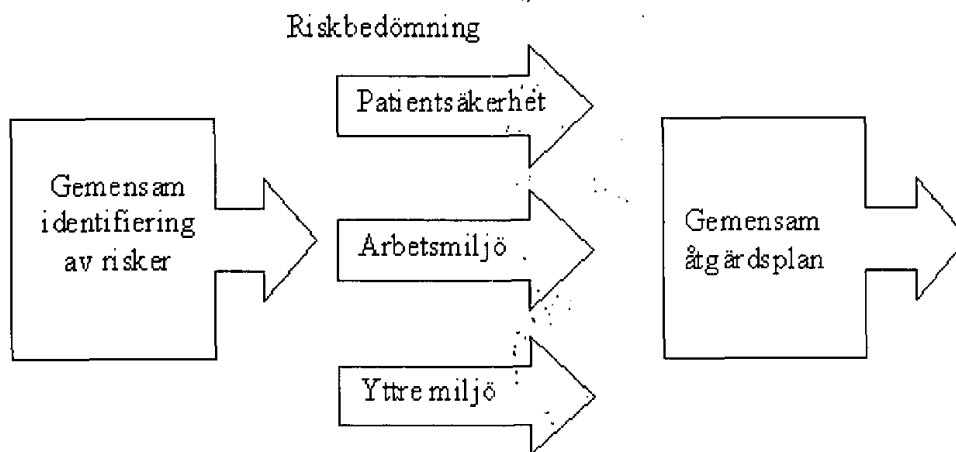 Riskbedömning
Patientsäkerhet
Gemensam
identifiering
av risker
Arbetsmiljö
Gemensam
åtgärdsplan
Yttre miljö